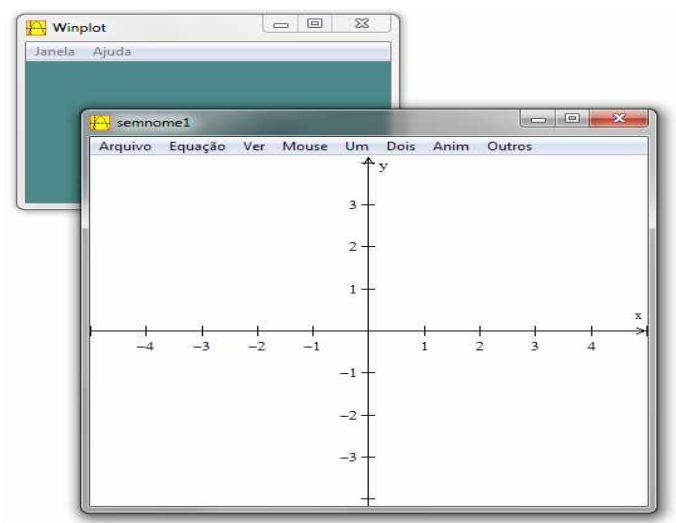 Winplot
Janela Ajuda
semnome1
Arquivo Equação Ver Mouse Um Dois Anim Outros
y
3
2
1
x
−4 −3 −2 −1 1 2 3 4
−1
−2
−3